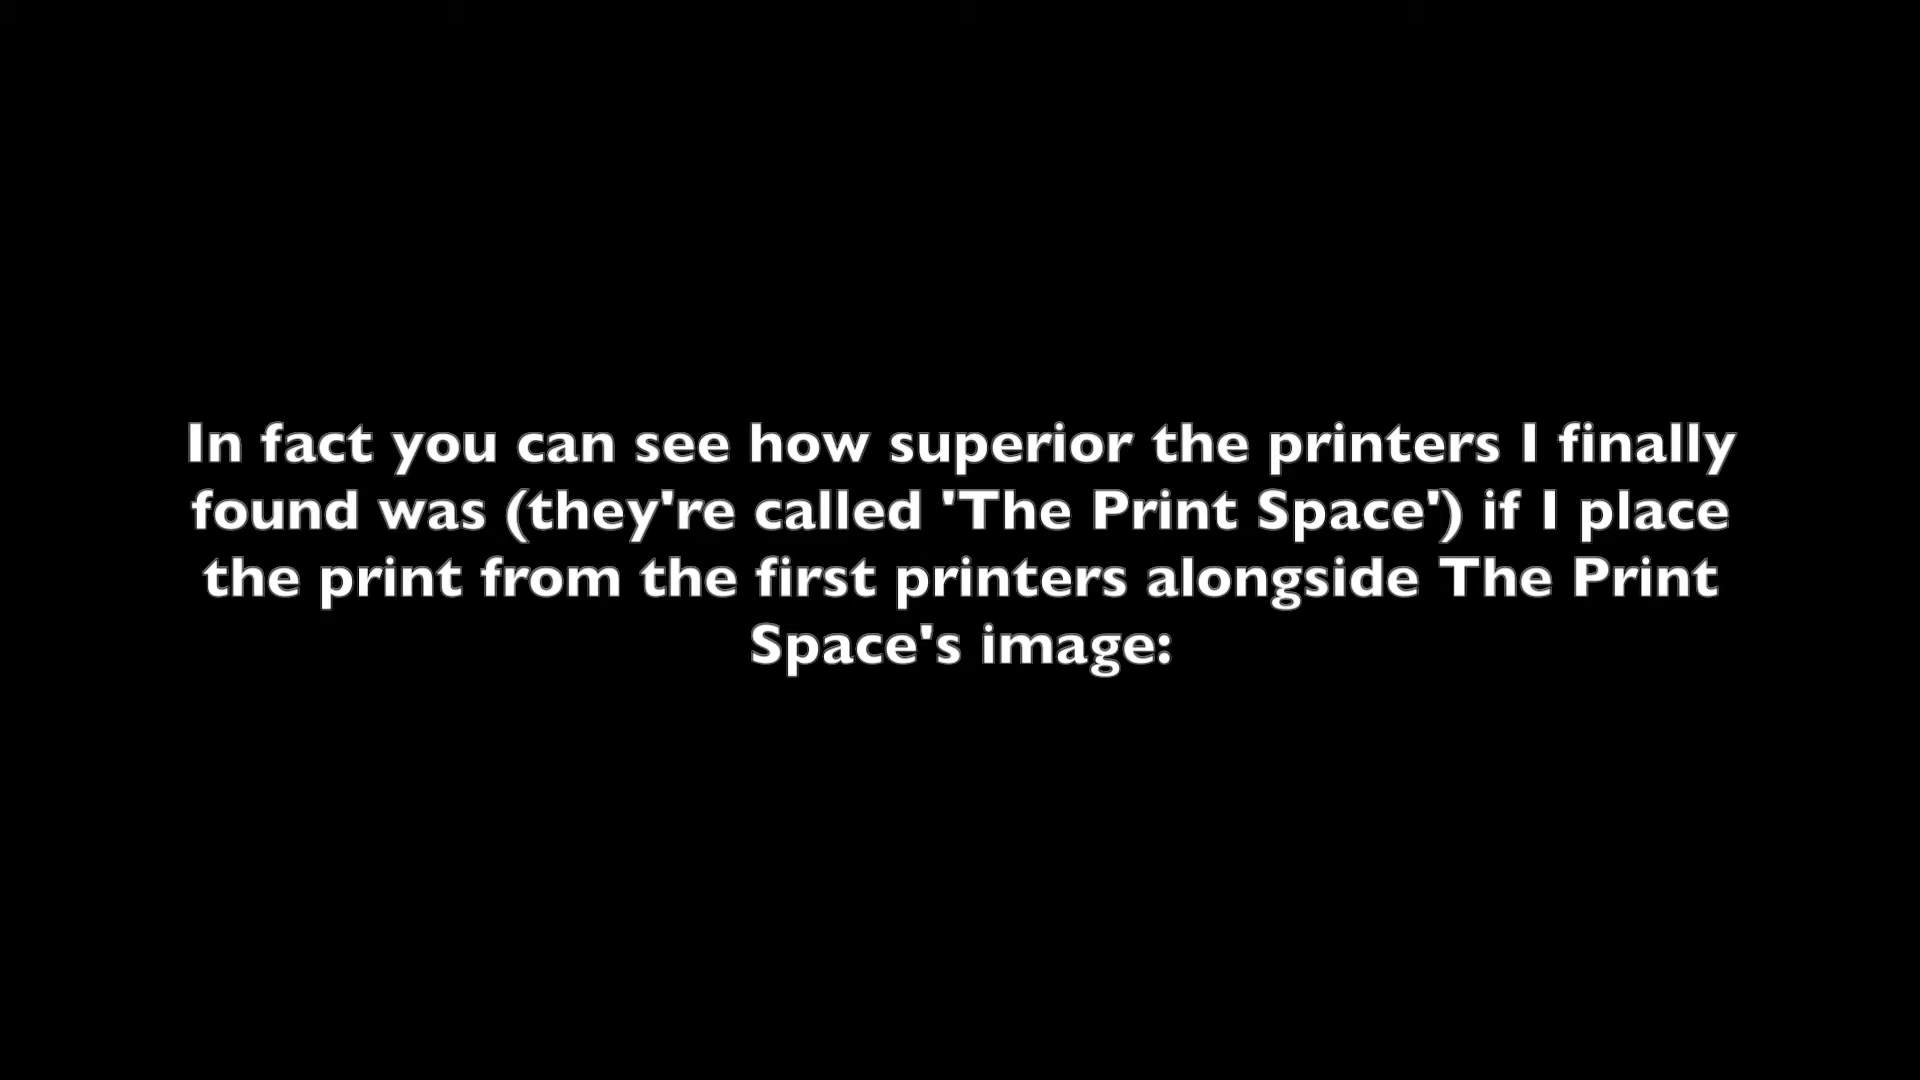 In fact you can see how superior the printers I finally
found was (they're called 'The Print Space') if I place
the print from the first printers alongside The Print
Space's image: